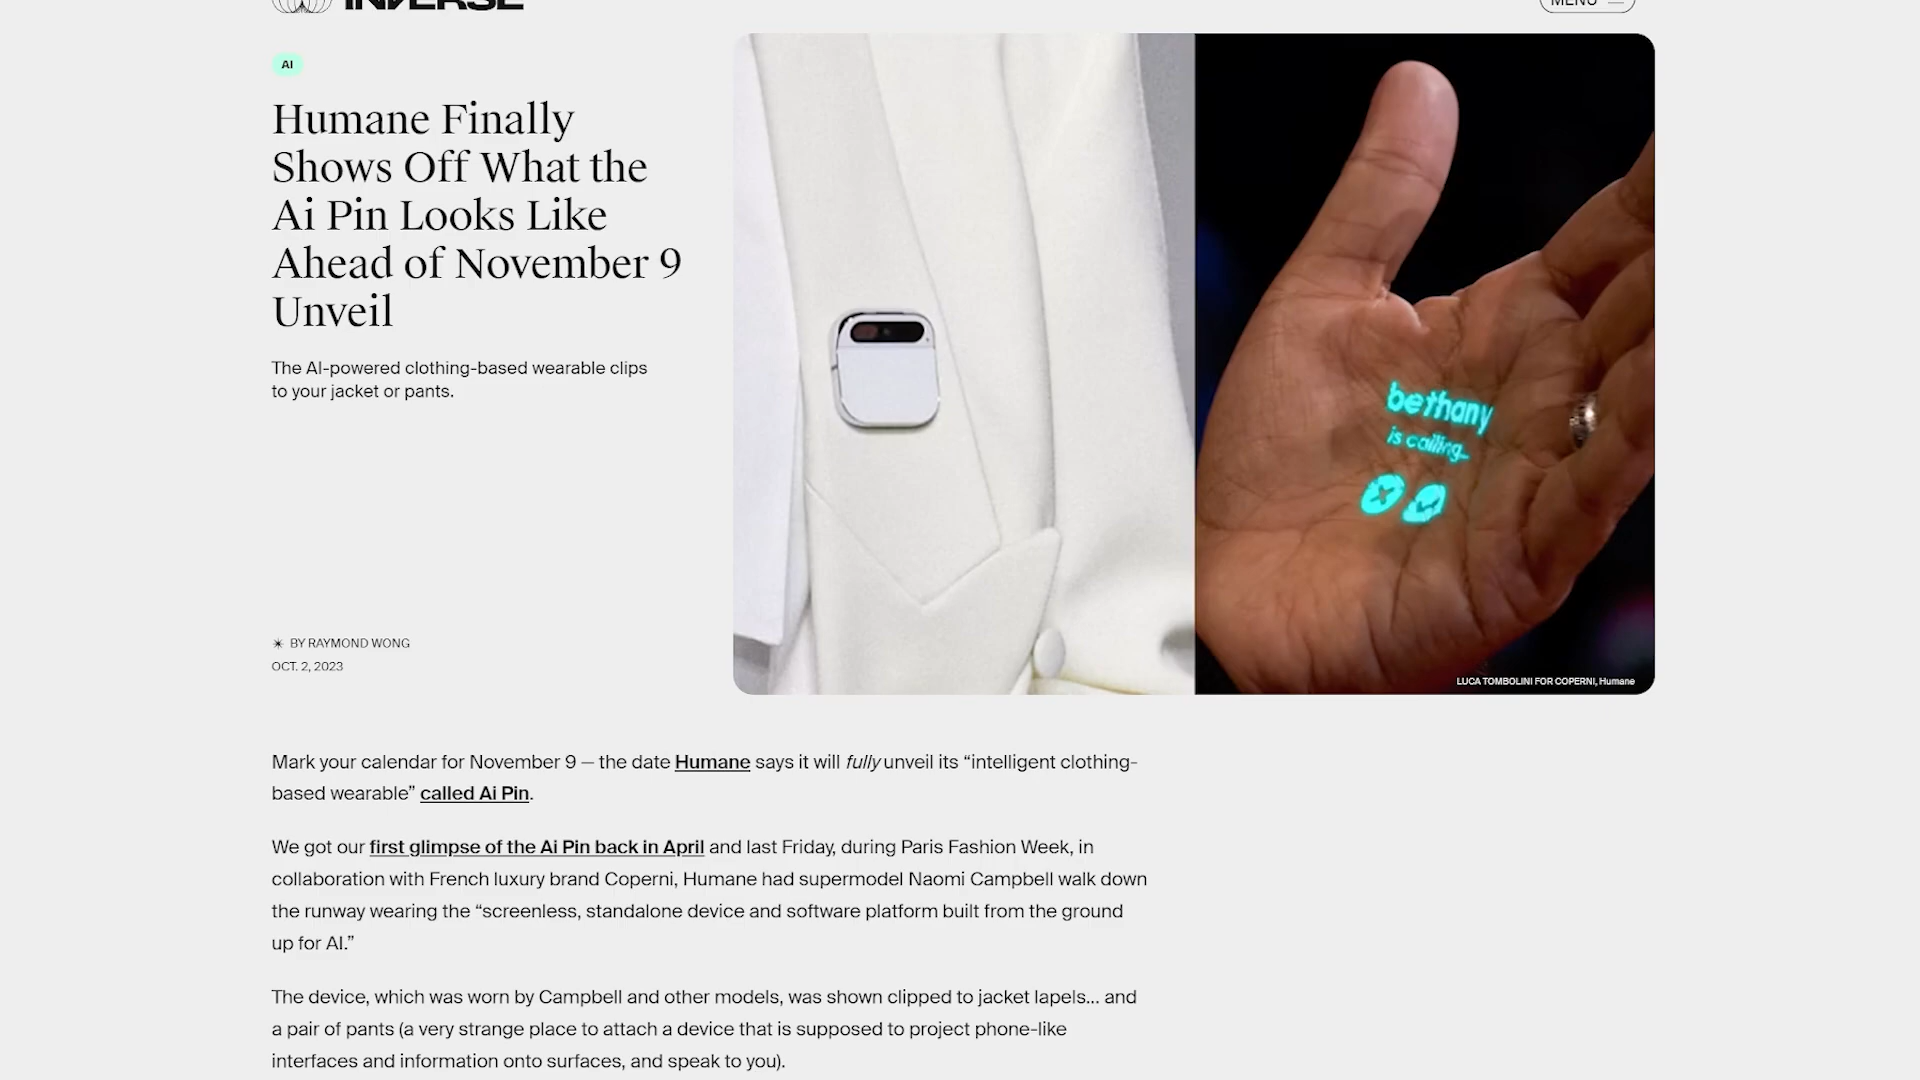 INVERSE
MENU
AI
Humane Finally
Shows Off What the
Ai Pin Looks Like
Ahead of November 9
Unveil
The AI-powered clothing-based wearable clips
to your jacket or pants.
BY RAYMOND WONG
OCT. 2, 2023
bethany
is calling...
LUCA TOMBOLINI FOR COPERNI, Humane
Mark your calendar for November 9 — the date Humane says it will fully unveil its “intelligent clothing-
based wearable” called Ai Pin.
We got our first glimpse of the Ai Pin back in April and last Friday, during Paris Fashion Week, in
collaboration with French luxury brand Coperni, Humane had supermodel Naomi Campbell walk down
the runway wearing the “screenless, standalone device and software platform built from the ground
up for AI.”
The device, which was worn by Campbell and other models, was shown clipped to jacket lapels... and
a pair of pants (a very strange place to attach a device that is supposed to project phone-like
interfaces and information onto surfaces, and speak to you).